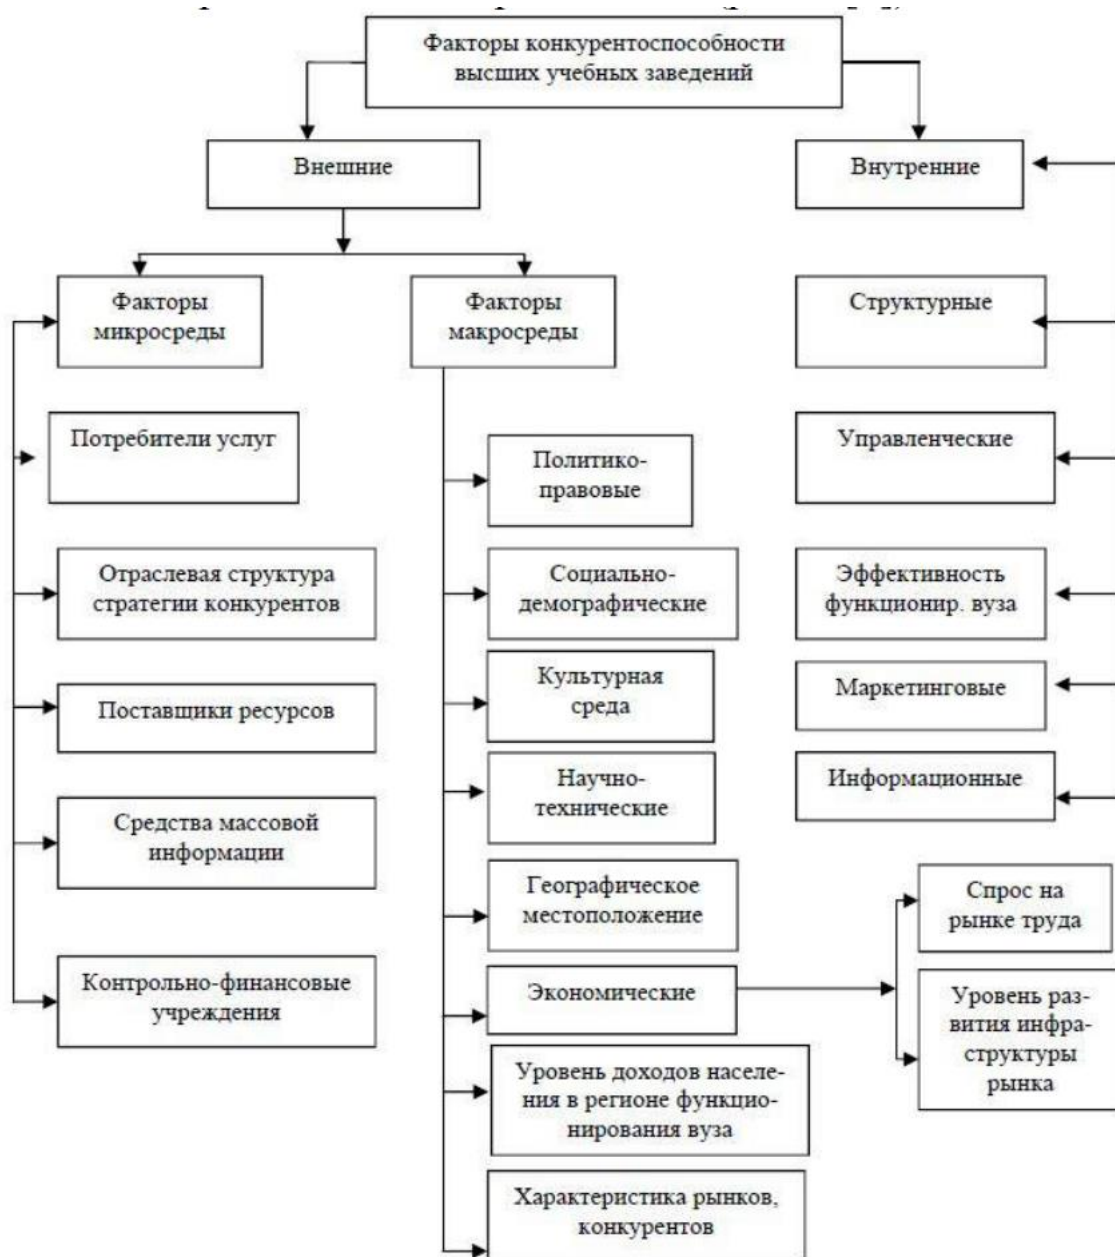 Факторы конкурентоспособности
высших учебных заведений
Внешние
Внутренние
Факторы
микросреды
Факторы
макросреды
Структурные
Потребители услуг
Политико-
правовые
Управленческие
Отраслевая структура
стратегии конкурентов
Социально-
демографические
Эффективность
функционир. вуза
Поставщики ресурсов
Культурная
среда
Маркетинговые
Средства массовой
информации
Научно-
технические
Информационные
Географическое
местоположение
Спрос на
рынке труда
Контрольно-финансовые
учреждения
Экономические
Уровень раз-
вития инфра-
структуры
рынка
Уровень доходов населе-
ния в регионе функцио-
нирования вуза
Характеристика рынков,
конкурентов